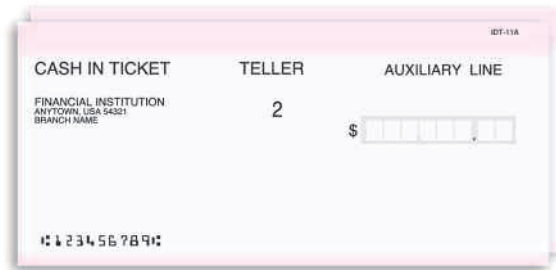 IDT-11A
CASH IN TICKET TELLER AUXILIARY LINE
FINANCIAL INSTITUTION
ANYTOWN, USA 54321
BRANCH NAME
2
$
⑆123456789⑆